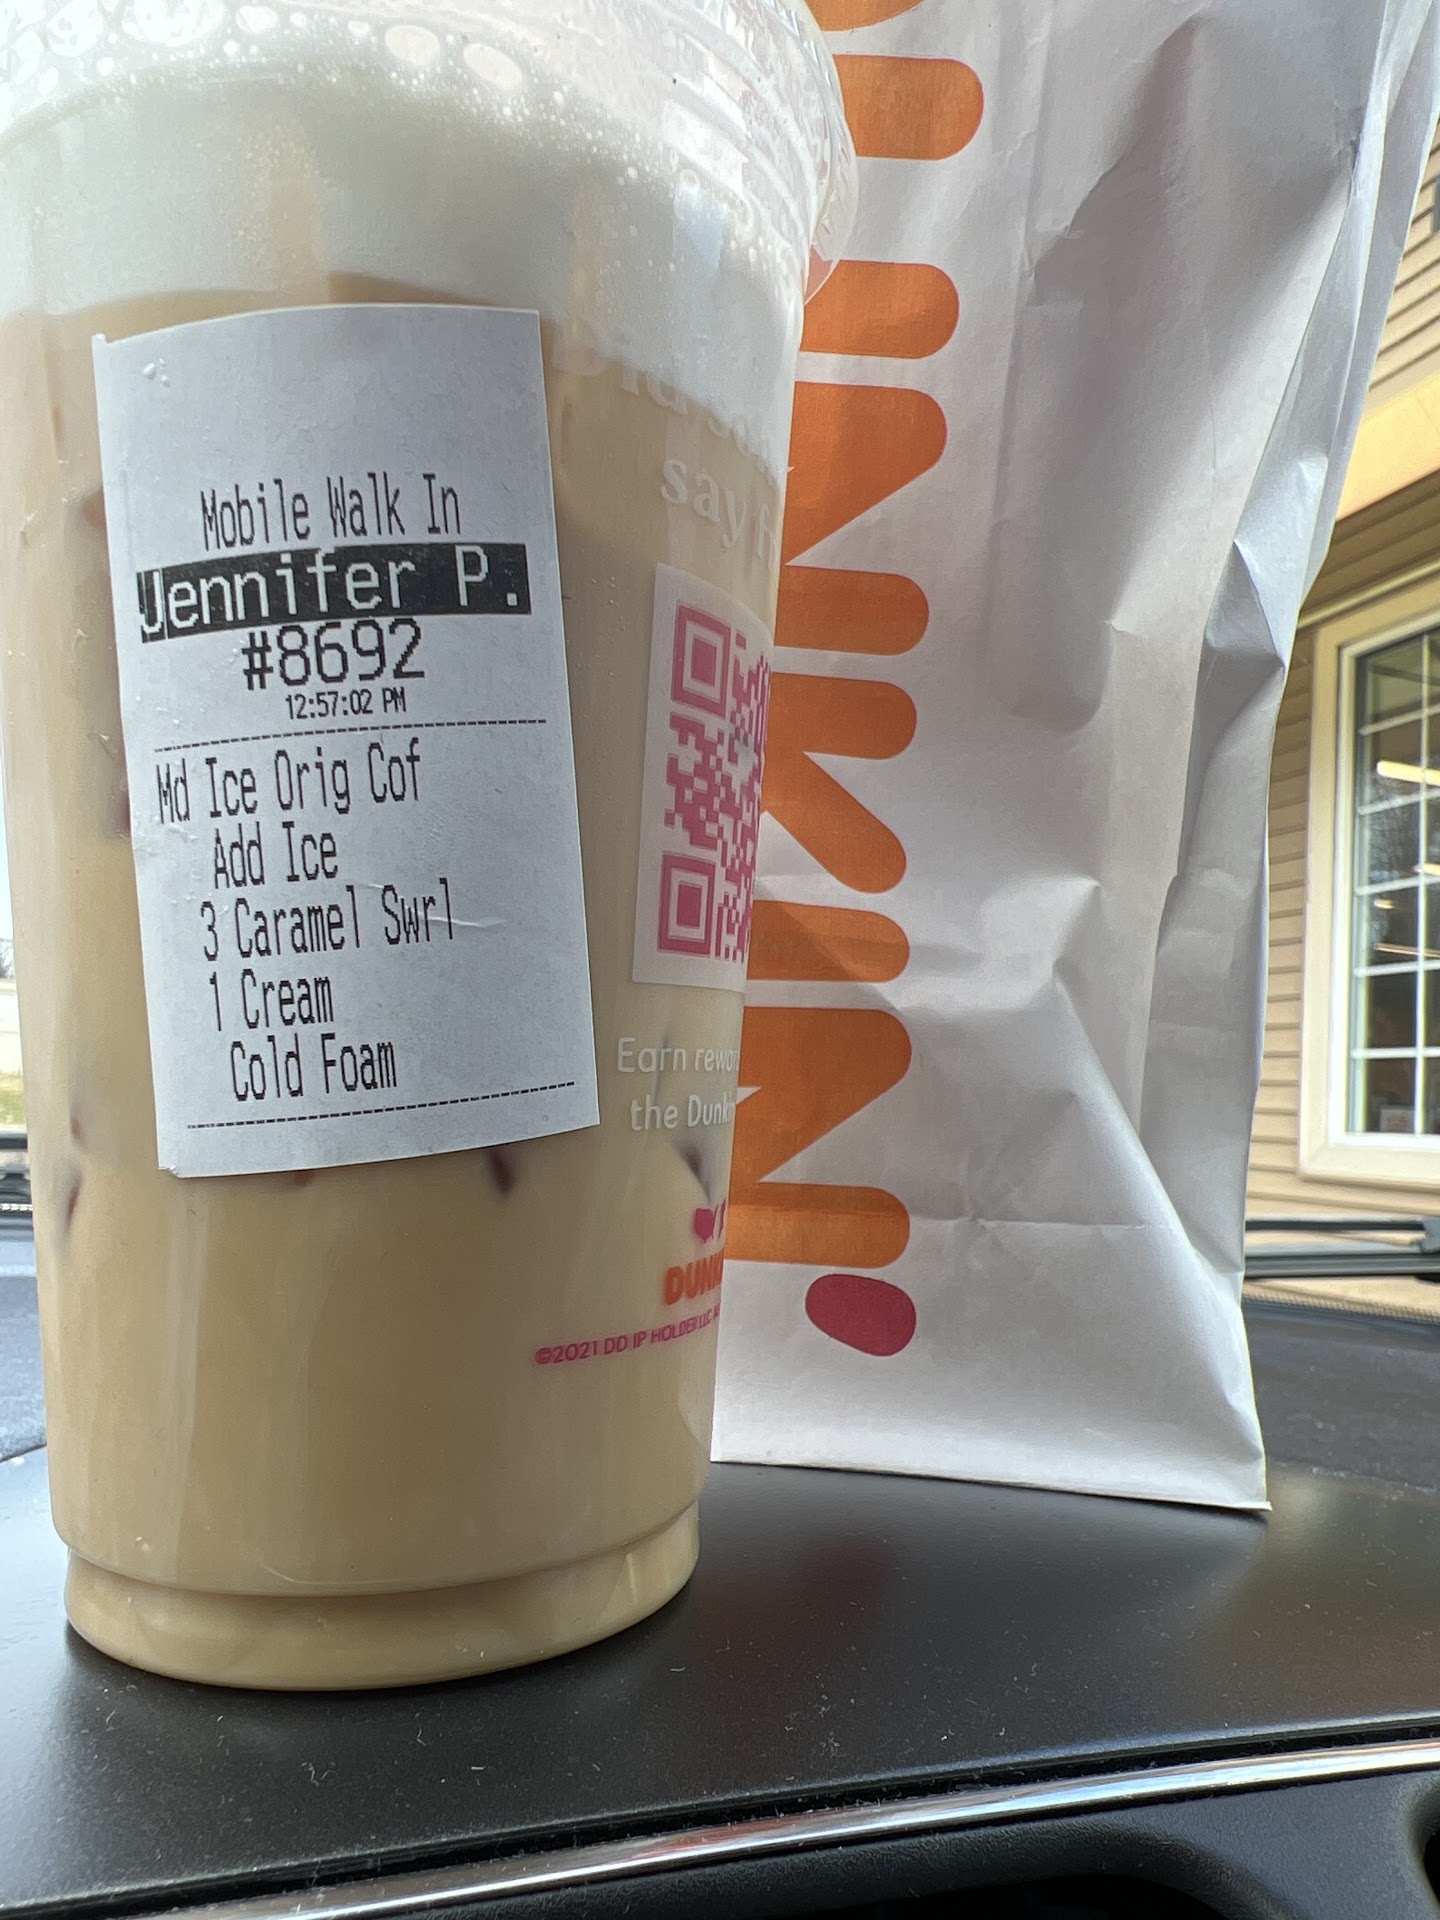 Mobile Walk In
Jennifer P.
#8692
12:57:02 PM
Md Ice Orig Cof
Add Ice
3 Caramel Swrl
1 Cream
Cold Foam
say
Earn
the
©2021 DD IP HOLDER LLC